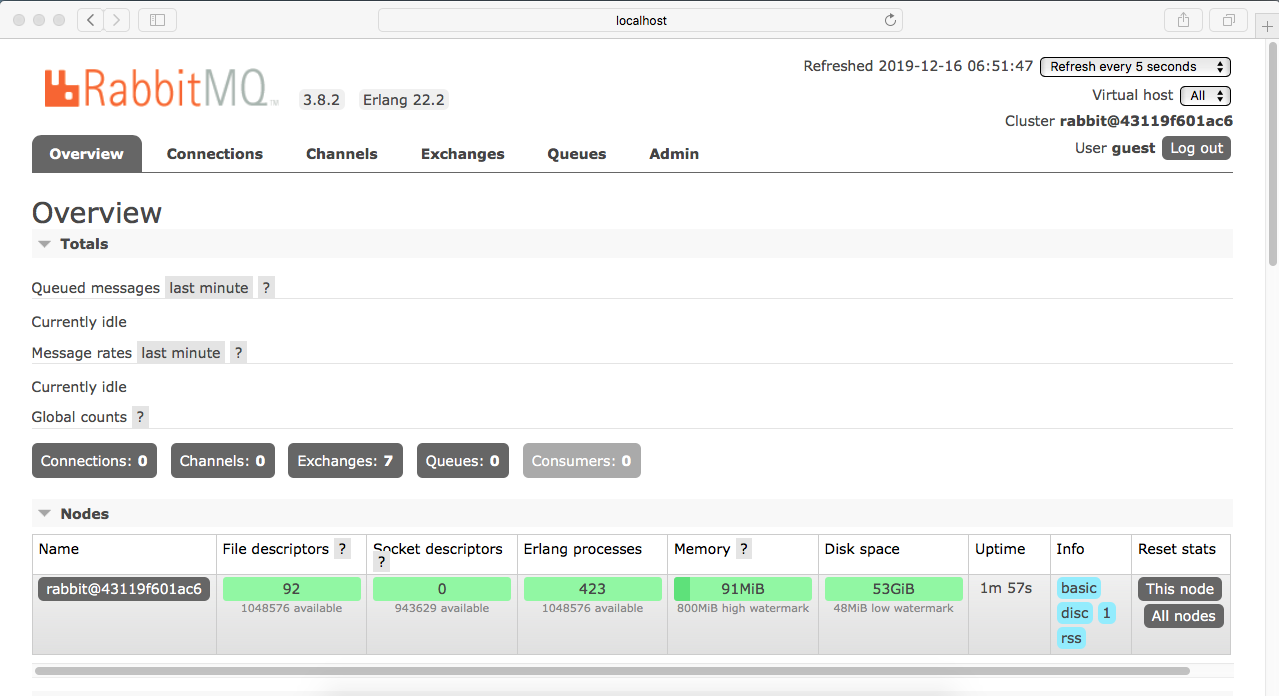 localhost
RabbitMQ TM 3.8.2 Erlang 22.2
Refreshed 2019-12-16 06:51:47 Refresh every 5 seconds
Virtual host All
Cluster rabbit@43119f601ac6
User guest Log out
Overview Connections Channels Exchanges Queues Admin
Overview
Totals
Queued messages last minute ?
Currently idle
Message rates last minute ?
Currently idle
Global counts ?
Connections: 0 Channels: 0 Exchanges: 7 Queues: 0 Consumers: 0
Nodes
Name File descriptors ? Socket descriptors ? Erlang processes Memory ? Disk space Uptime Info Reset stats
rabbit@43119f601ac6 92 0 423 91MiB 53GiB 1m 57s basic This node
1048576 available 943629 available 1048576 available 800MiB high watermark 48MiB low watermark
disc 1 All nodes
rss